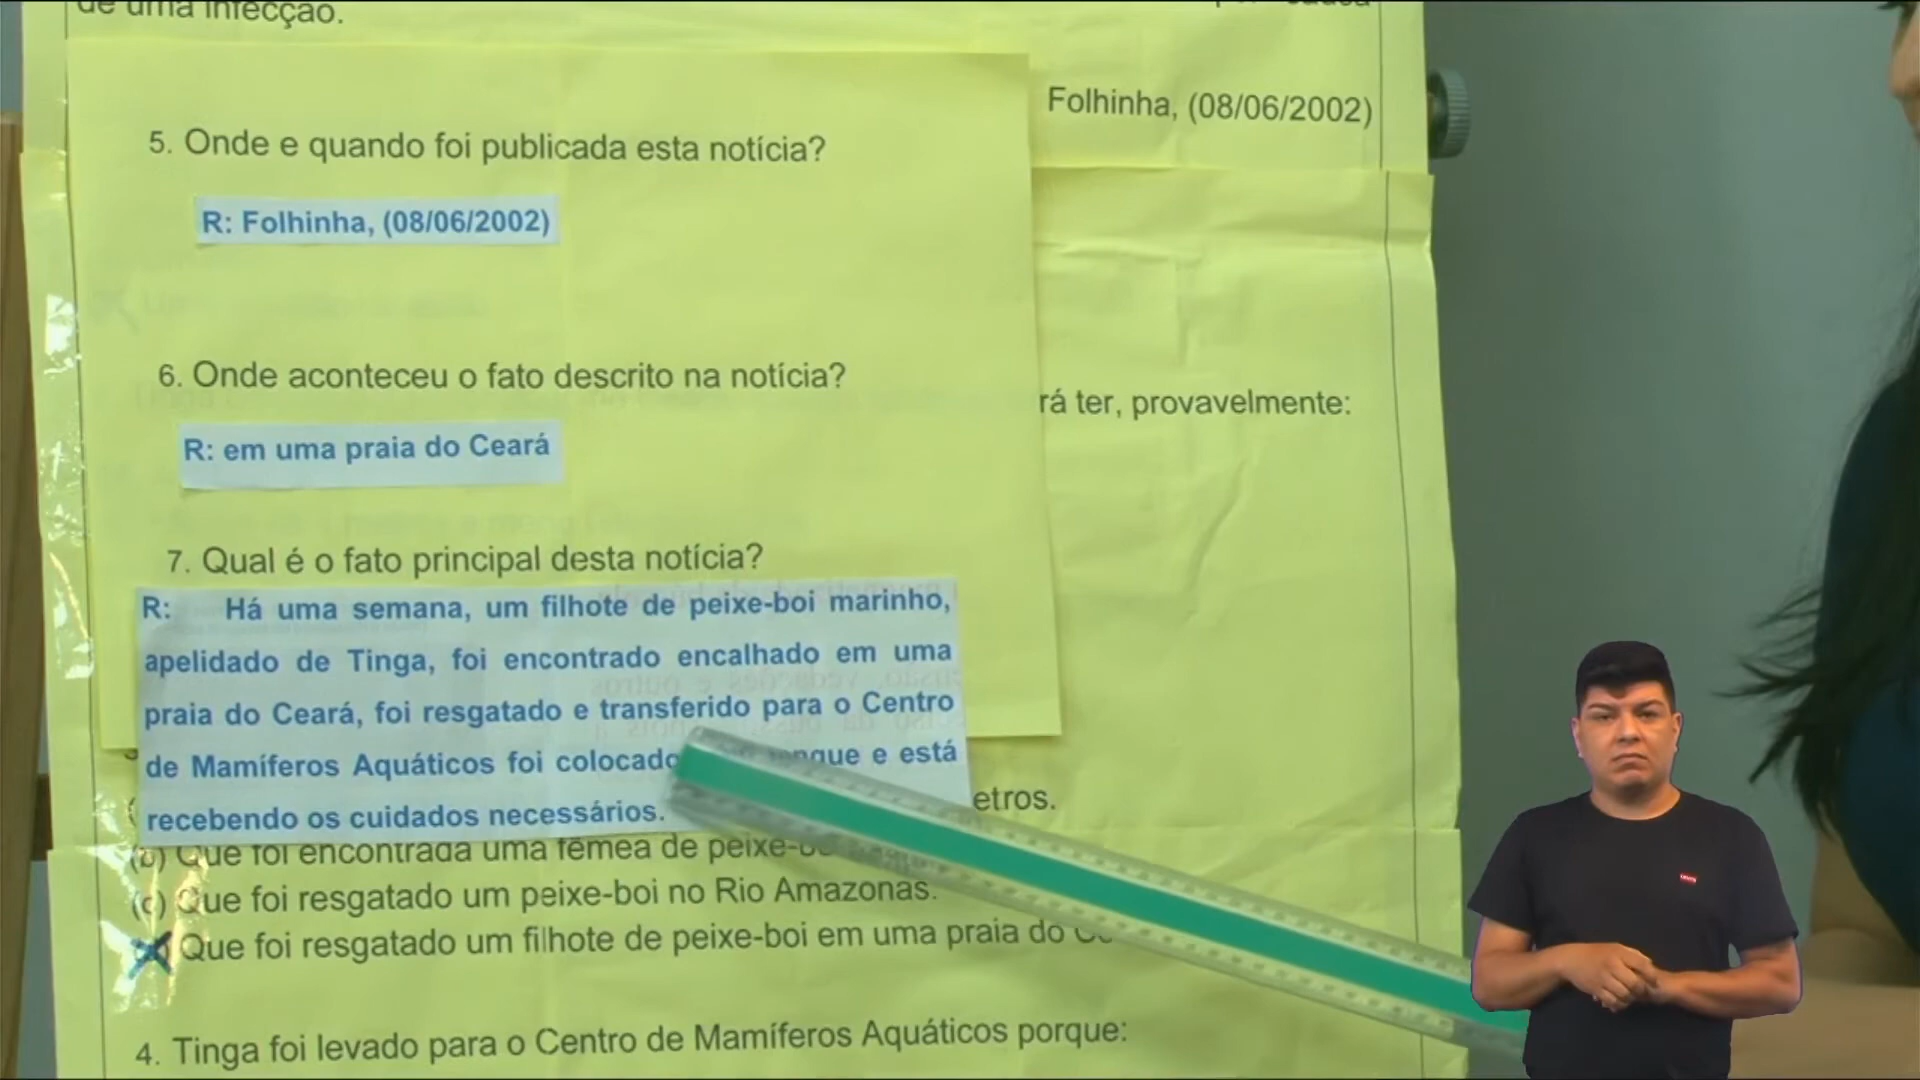 de uma infecção.
Folhinha, (08/06/2002)
5. Onde e quando foi publicada esta notícia?
R: Folhinha, (08/06/2002)
6. Onde aconteceu o fato descrito na notícia?
rá ter, provavelmente:
R: em uma praia do Ceará
7. Qual é o fato principal desta notícia?
R: Há uma semana, um filhote de peixe-boi marinho,
apelidado de Tinga, foi encontrado encalhado em uma
praia do Ceará, foi resgatado e transferido para o Centro
de Mamíferos Aquáticos foi colocado e está
recebendo os cuidados necessários.
etros.
(b) Que foi encontrada uma fêmea de
(c) Que foi resgatado um peixe-boi no Rio Amazonas.
Que foi resgatado um filhote de peixe-boi em uma praia do
4. Tinga foi levado para o Centro de Mamíferos Aquáticos porque: